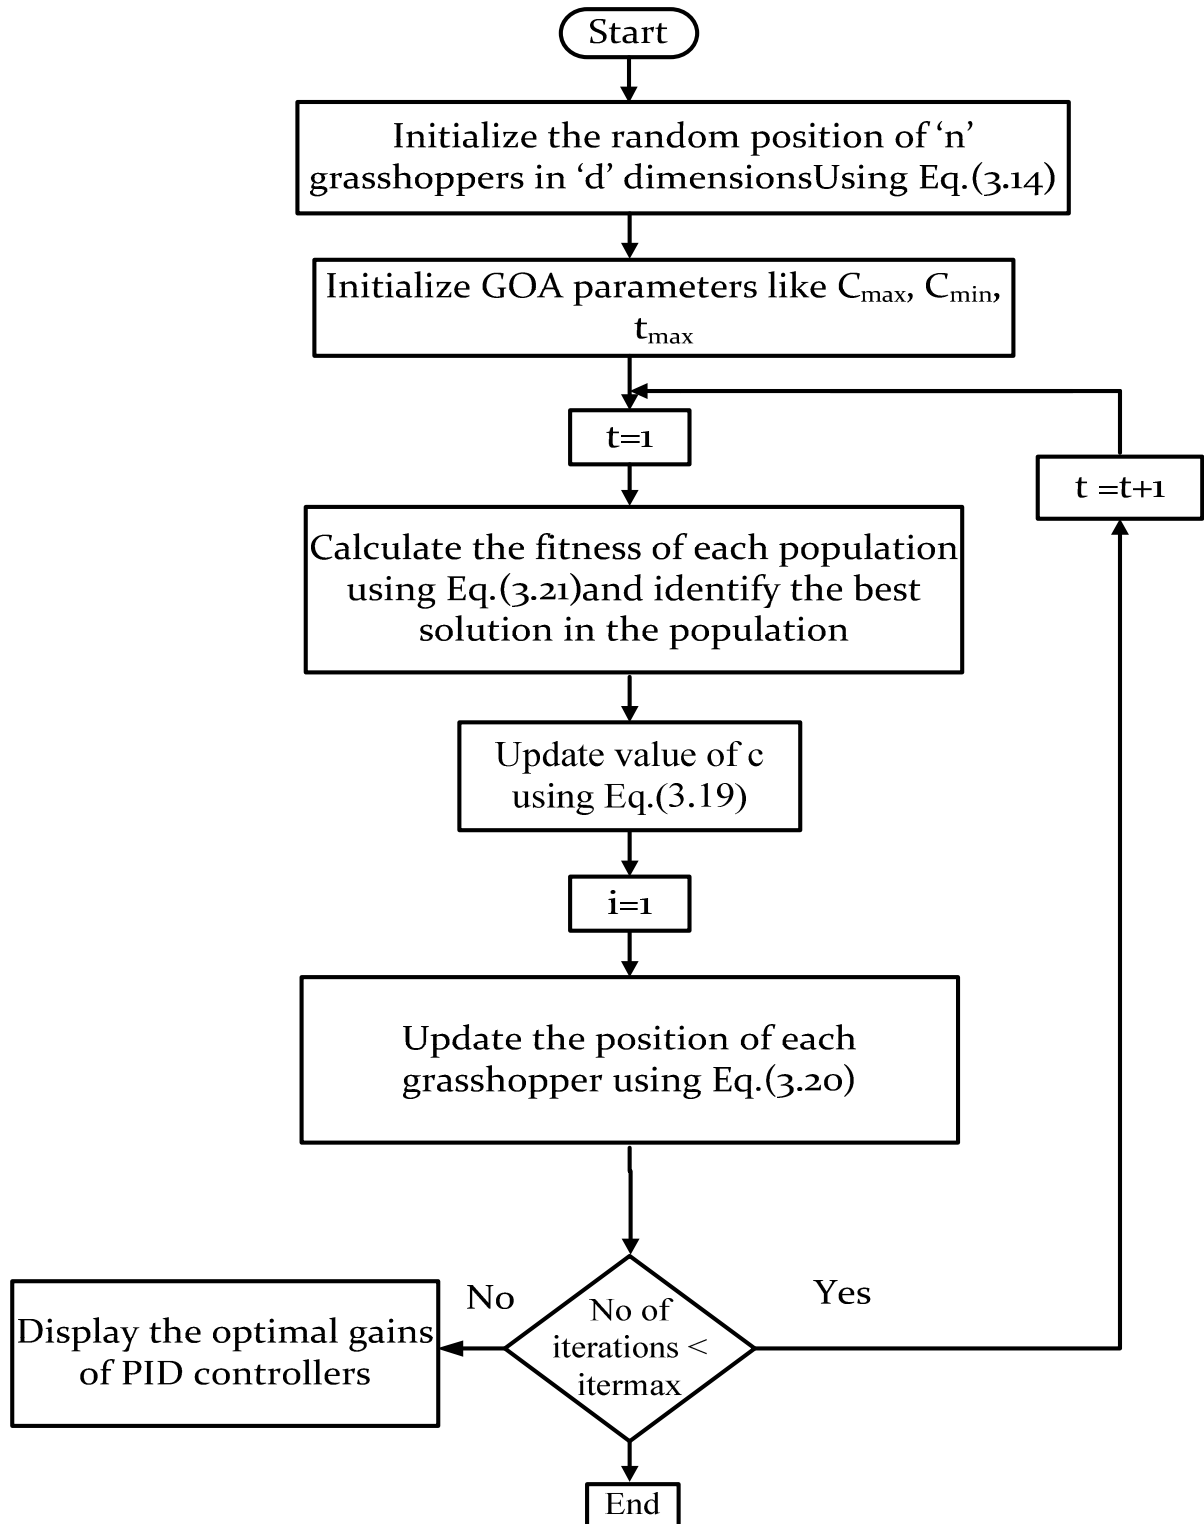 Start
Initialize the random position of ‘n’
grasshoppers in ‘d’ dimensionsUsing Eq.(3.14)
Initialize GOA parameters like Cmax, Cmin,
tmax
t=1
t =t+1
Calculate the fitness of each population
using Eq.(3.21)and identify the best
solution in the population
Update value of c
using Eq.(3.19)
i=1
Update the position of each
grasshopper using Eq.(3.20)
No
Yes
No of
iterations <
itermax
Display the optimal gains
of PID controllers
End